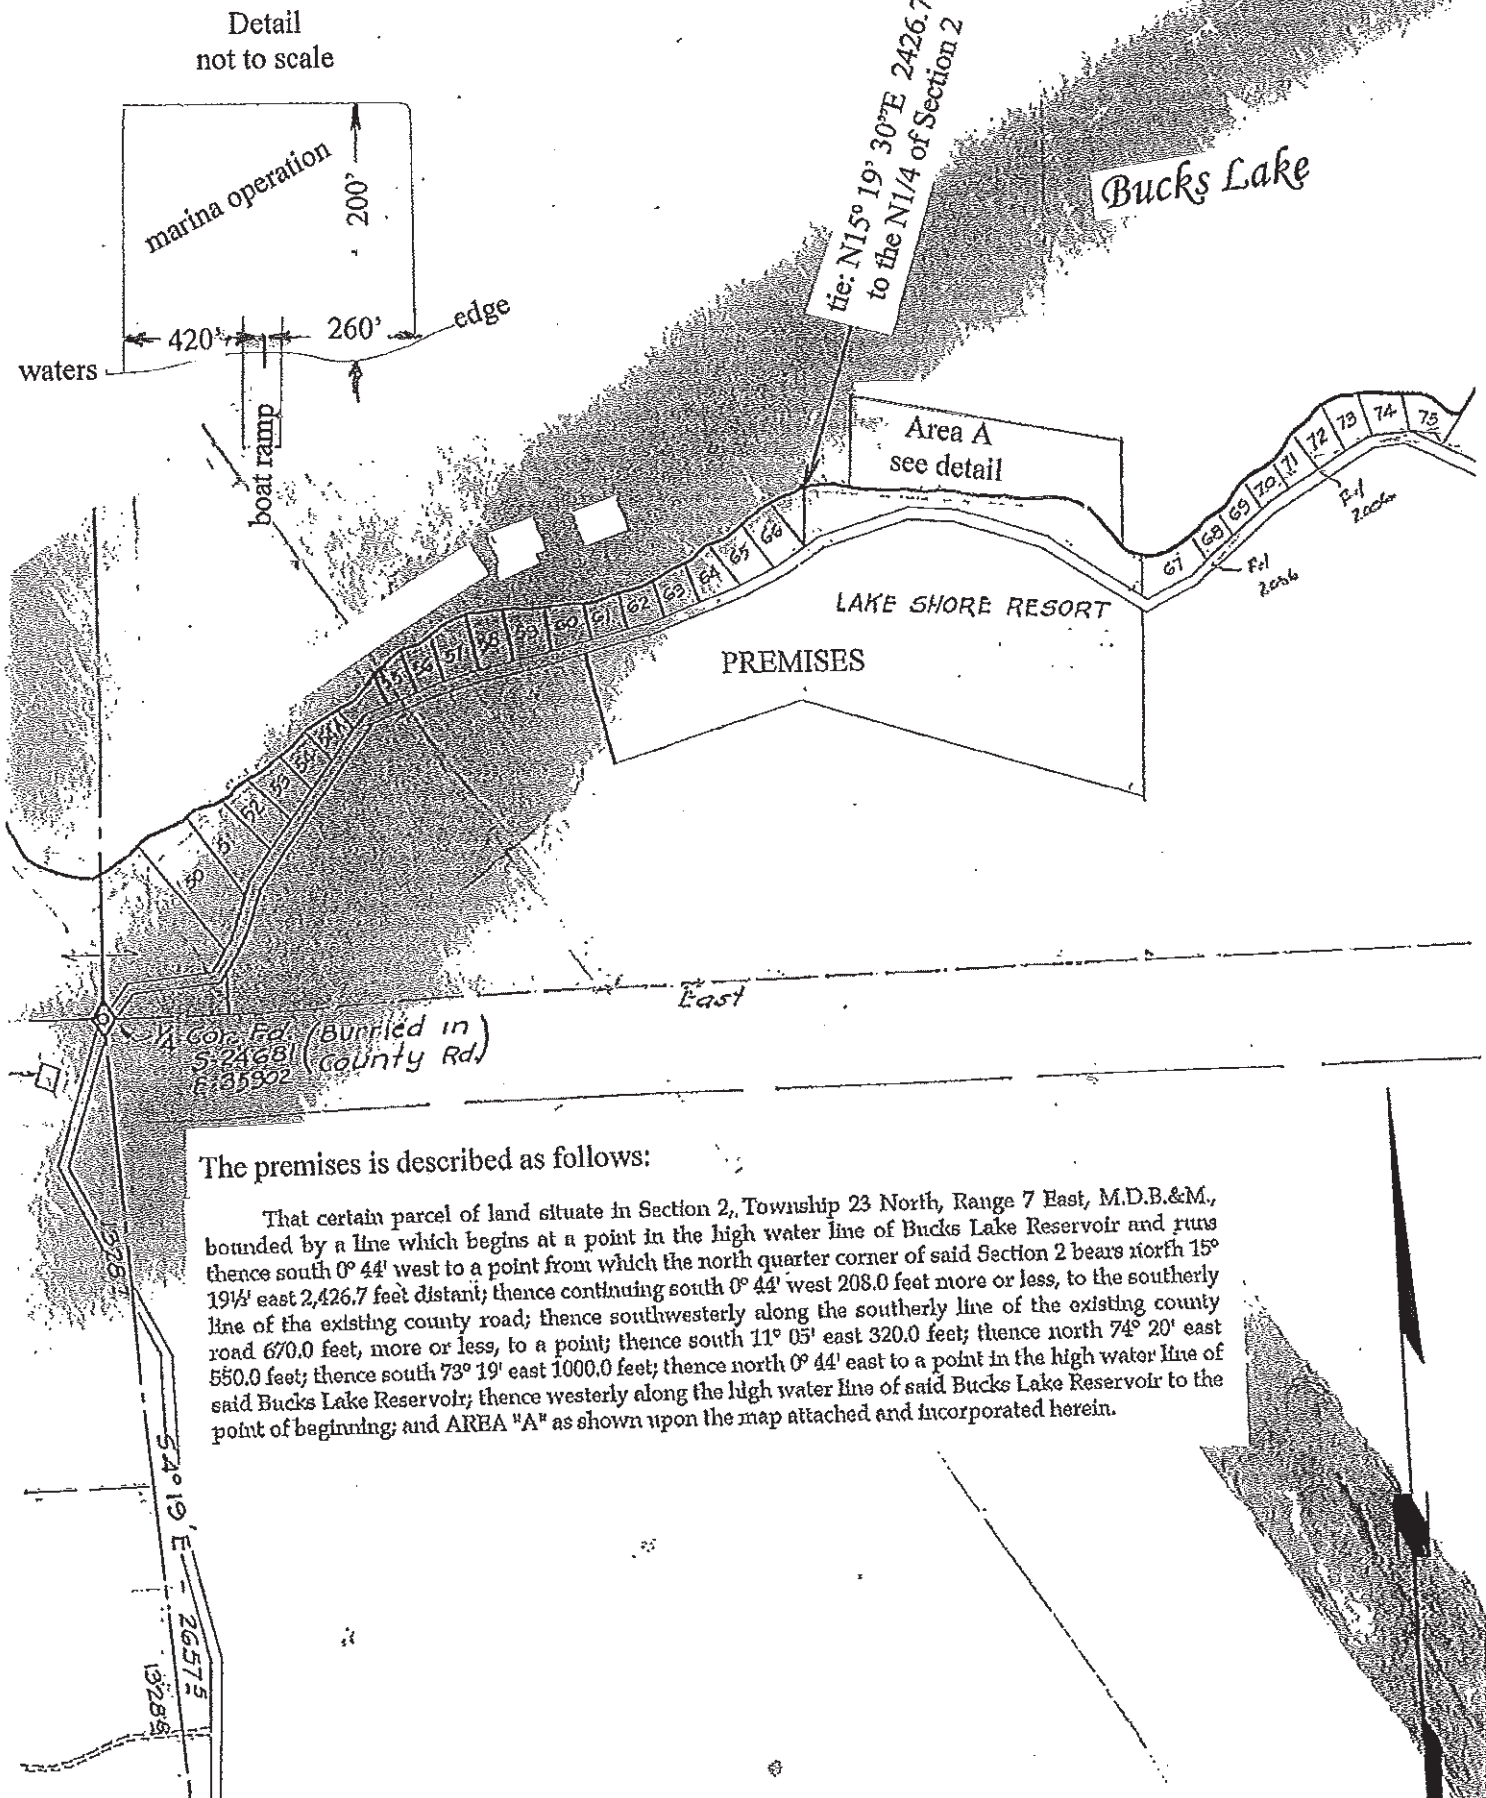 Detail
not to scale
marina operation
200'
420'
260'
edge
waters
boat ramp
tie: N15° 19' 30"E 2426.7
to the N1/4 of Section 2
Bucks Lake
Area A
see detail
50
51
52
53
54
54A
55
56
57
58
59
60
61
62
63
64
65
66
67
68
69
70
71
72
73
74
75
LAKE SHORE RESORT
PREMISES
East
1/4 Cor. Fd (Burried in
S-24681 County Rd.)
E-35902
The premises is described as follows:
That certain parcel of land situate in Section 2, Township 23 North, Range 7 East, M.D.B.&M.,
bounded by a line which begins at a point in the high water line of Bucks Lake Reservoir and runs
thence south 0° 44' west to a point from which the north quarter corner of said Section 2 bears north 15°
19½' east 2,426.7 feet distant; thence continuing south 0° 44' west 208.0 feet more or less, to the southerly
line of the existing county road; thence southwesterly along the southerly line of the existing county
road 670.0 feet, more or less, to a point; thence south 11° 05' east 320.0 feet; thence north 74° 20' east
550.0 feet; thence south 73° 19' east 1000.0 feet; thence north 0° 44' east to a point in the high water line of
said Bucks Lake Reservoir; thence westerly along the high water line of said Bucks Lake Reservoir to the
point of beginning; and AREA "A" as shown upon the map attached and incorporated herein.
S 4° 19' E - 2657.5